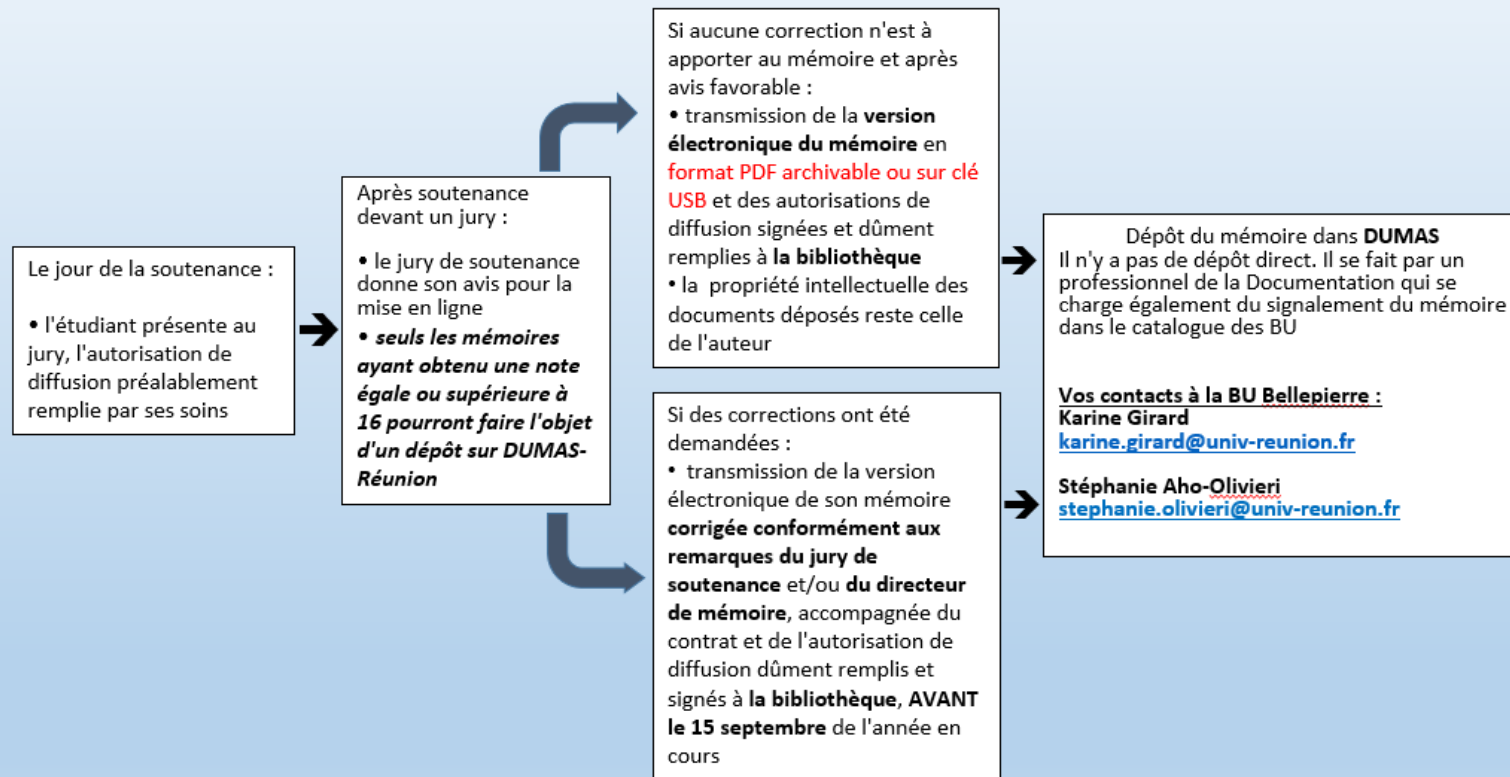 Le jour de la soutenance :
• l'étudiant présente au
jury, l'autorisation de
diffusion préalablement
remplie par ses soins
Après soutenance
devant un jury :
• le jury de soutenance
donne son avis pour la
mise en ligne
• seuls les mémoires
ayant obtenu une note
égale ou supérieure à
16 pourront faire l'objet
d'un dépôt sur DUMAS-
Réunion
Si aucune correction n'est à
apporter au mémoire et après
avis favorable :
• transmission de la version
électronique du mémoire en
format PDF archivable ou sur clé
USB et des autorisations de
diffusion signées et dûment
remplies à la bibliothèque
• la propriété intellectuelle des
documents déposés reste celle
de l'auteur
Si des corrections ont été
demandées :
• transmission de la version
électronique de son mémoire
corrigée conformément aux
remarques du jury de
soutenance et/ou du directeur
de mémoire, accompagnée du
contrat et de l'autorisation de
diffusion dûment remplis et
signés à la bibliothèque, AVANT
le 15 septembre de l'année en
cours
Dépôt du mémoire dans DUMAS
Il n'y a pas de dépôt direct. Il se fait par un
professionnel de la Documentation qui se
charge également du signalement du mémoire
dans le catalogue des BU
Vos contacts à la BU Bellepierre :
Karine Girard
karine.girard@univ-reunion.fr
Stéphanie Aho-Olivieri
stephanie.olivieri@univ-reunion.fr